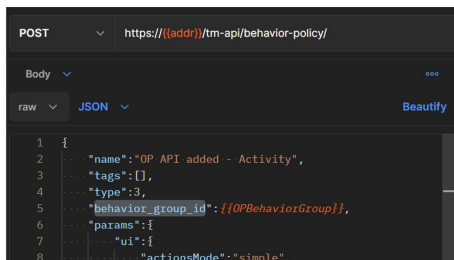 POST https://{{addr}}/tm-api/behavior-policy/
Body
raw JSON Beautify
1 {
2 "name":"OP API added - Activity",
3 "tags":[],
4 "type":3,
5 "behavior_group_id":{{OPBehaviorGroup}},
6 "params":{
7 "ui":{
8 "actionsMode":"simple"